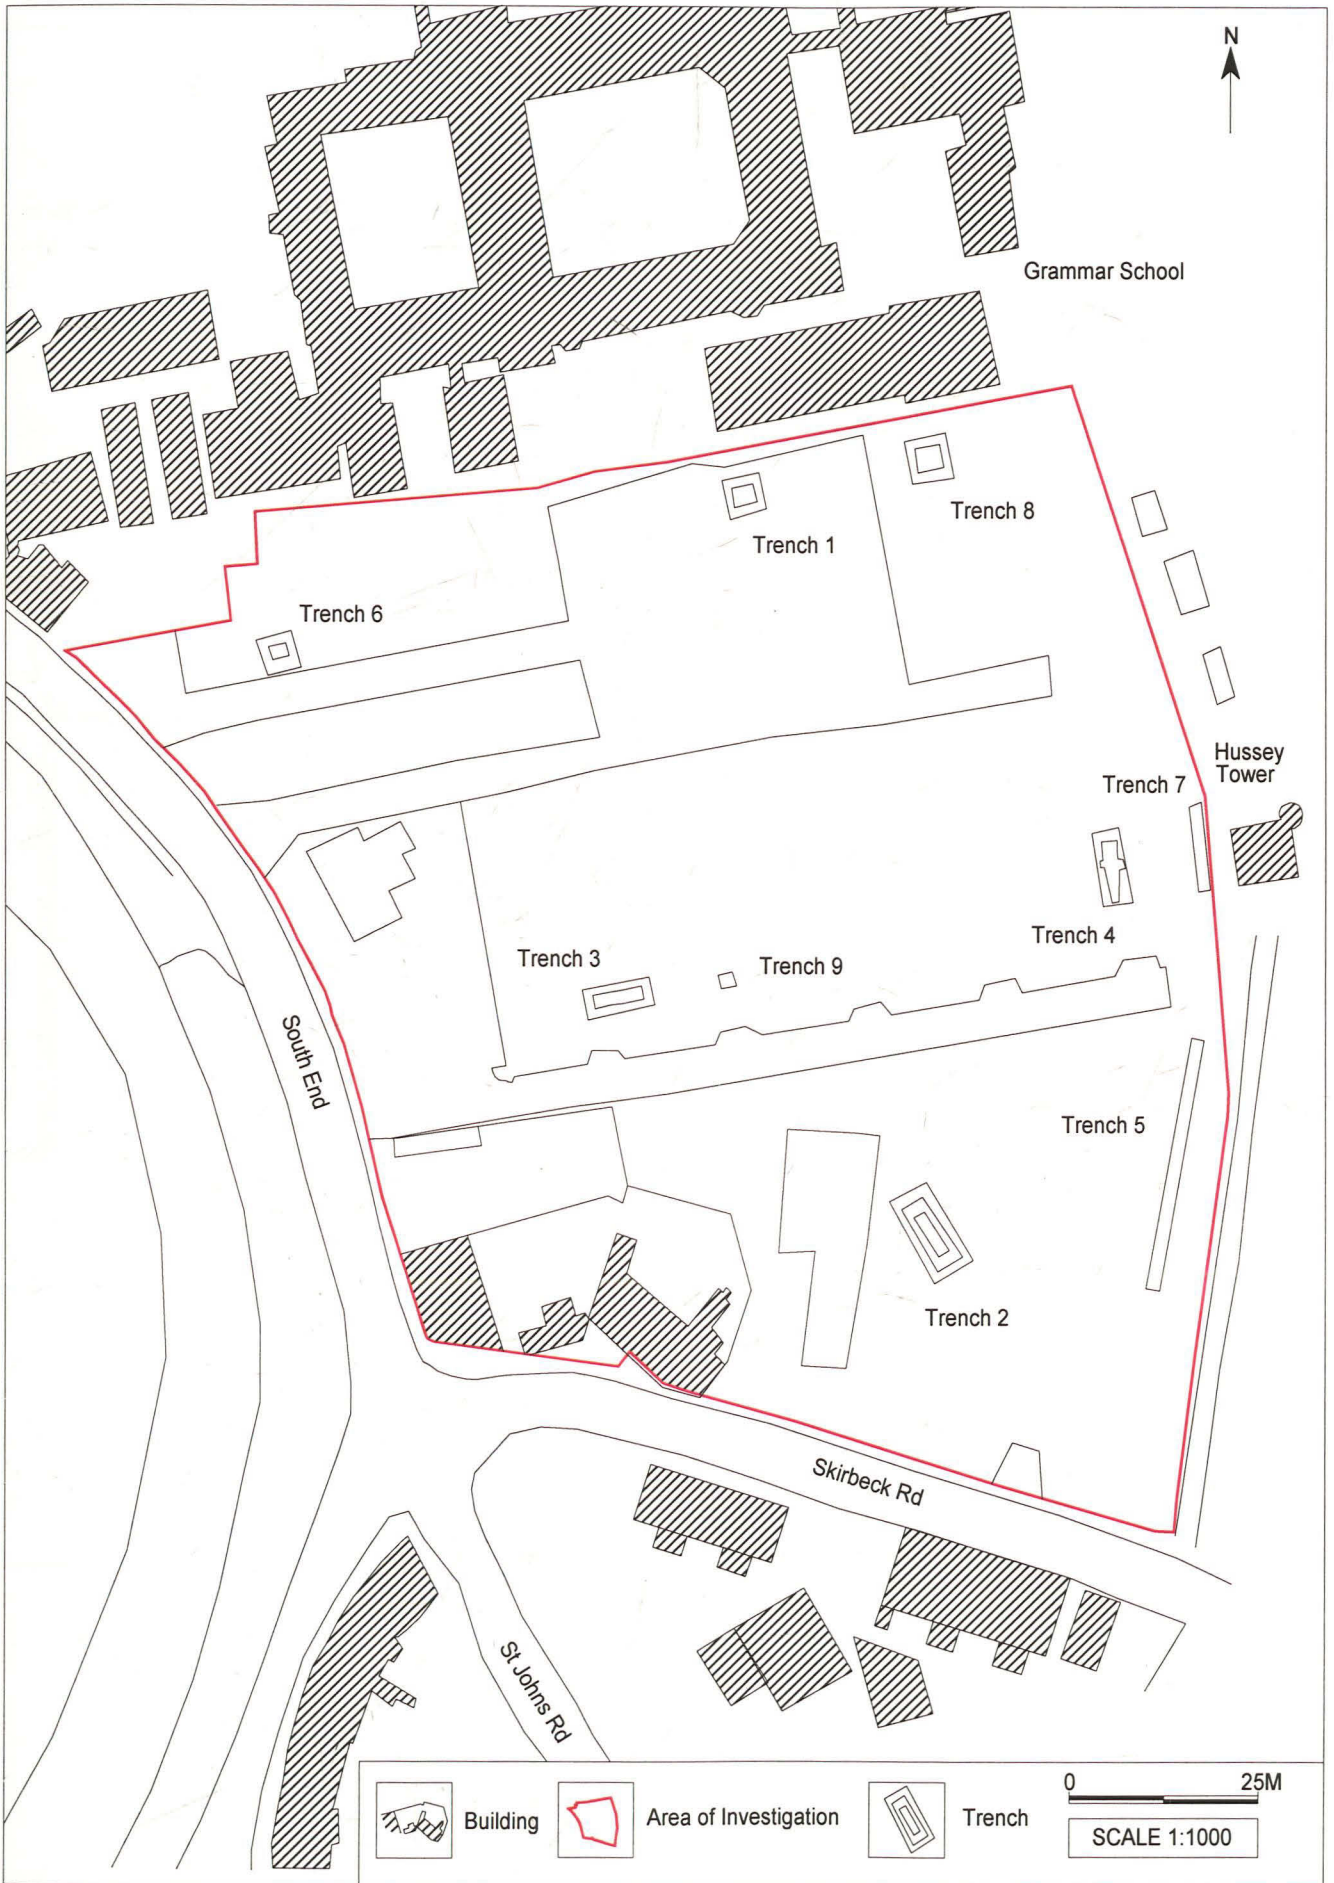 N
Grammar School
Trench 8
Trench 1
Trench 6
Hussey
Tower
Trench 7
Trench 4
Trench 3
Trench 9
South End
Trench 5
Trench 2
Skirbeck Rd
St Johns Rd
Building
Area of Investigation
Trench
0 25M
SCALE 1:1000